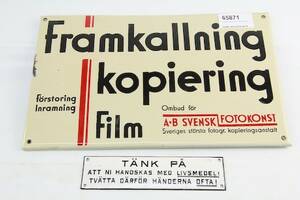 65871
Framkallning
kopiering
Förstoring
Inramning
Film
Ombud för
A-B SVENSK FOTOKONST
Sveriges största fotogr. kopieringsanstalt
TÄNK PÅ
ATT NI HANDSKAS MED LIVSMEDEL!
TVÄTTA DÄRFÖR HÄNDERNA OFTA!